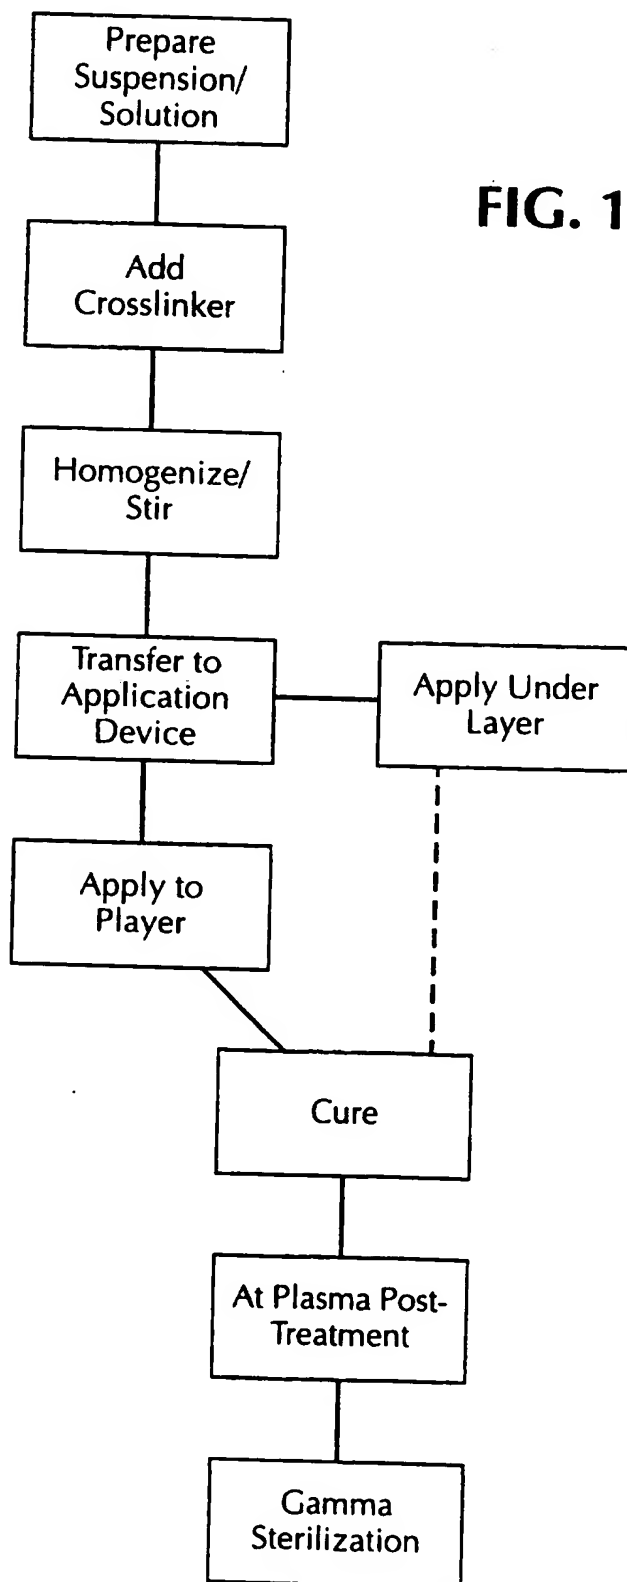 Prepare
Suspension/
Solution
FIG. 1
Add
Crosslinker
Homogenize/
Stir
Transfer to
Application
Device
Apply Under
Layer
Apply to
Player
Cure
At Plasma Post-
Treatment
Gamma
Sterilization